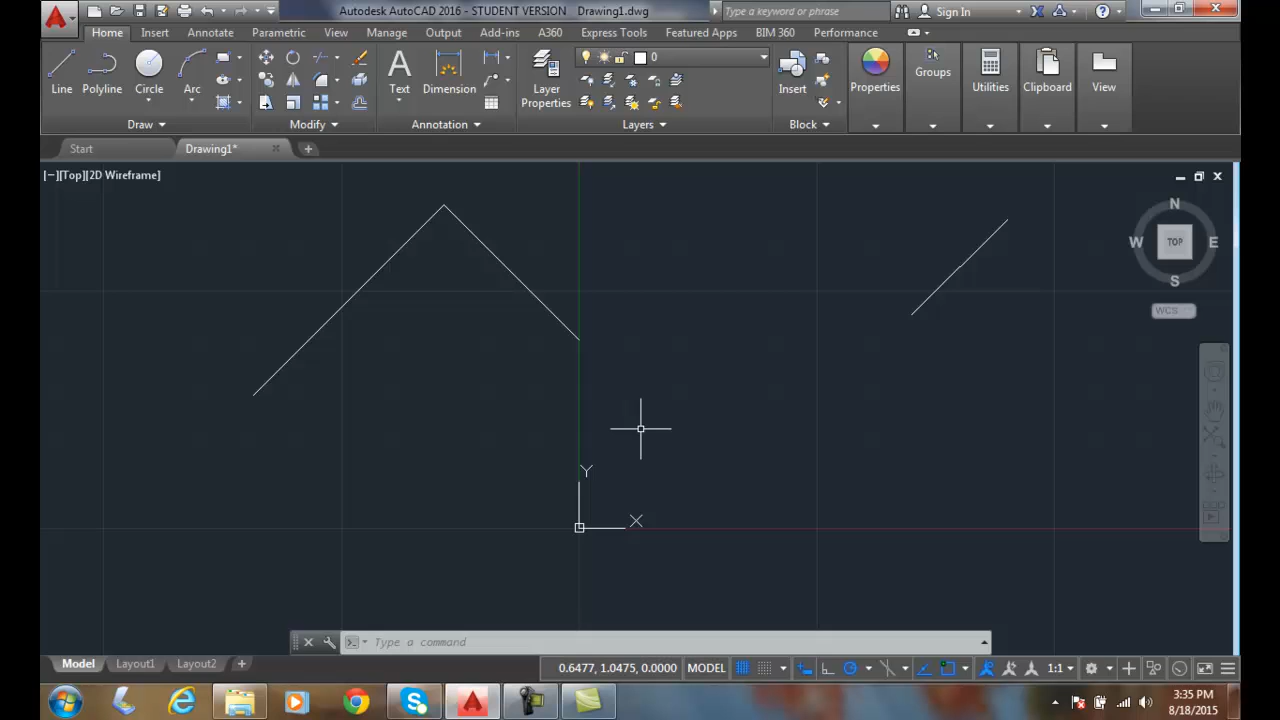 Autodesk AutoCAD 2016 - STUDENT VERSION Drawing1.dwg
Type a keyword or phrase
Sign In
Home Insert Annotate Parametric View Manage Output Add-ins A360 Express Tools Featured Apps BIM 360 Performance
0
Line Polyline Circle Arc Text Dimension Layer Properties Insert Properties Groups Utilities Clipboard View
Draw Modify Annotation Layers Block
Start Drawing1*
[−][Top][2D Wireframe]
N
W TOP E
S
WCS
Y
X
Type a command
Model Layout1 Layout2 +
0.6477, 1.0475, 0.0000 MODEL 1:1
3:35 PM
8/18/2015